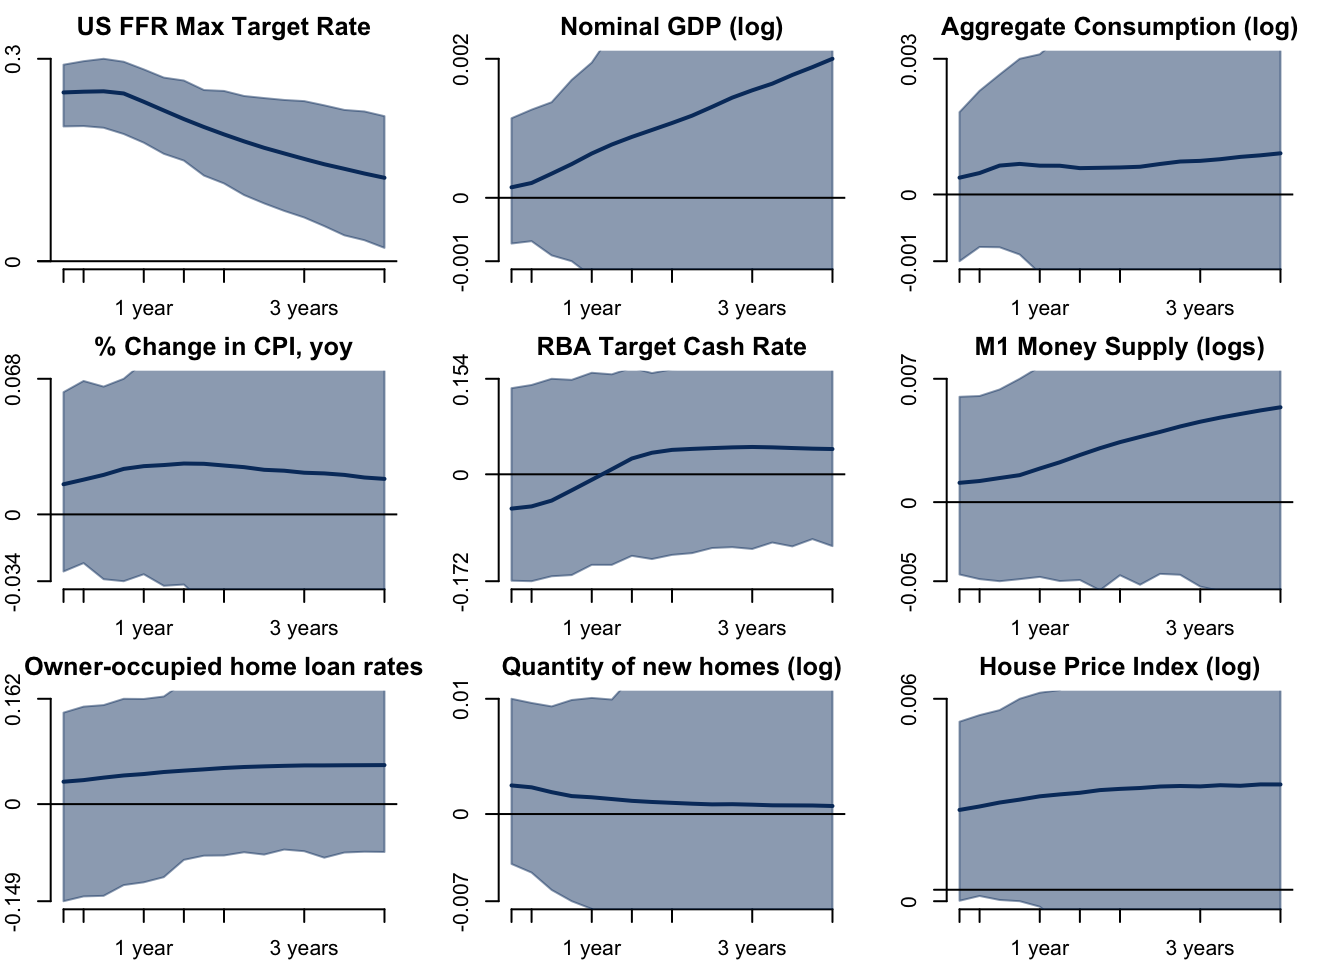 US FFR Max Target Rate
0.3
0
1 year 3 years
Nominal GDP (log)
0.002
0
-0.001
1 year 3 years
Aggregate Consumption (log)
0.003
0
-0.001
1 year 3 years
% Change in CPI, yoy
0.068
0
-0.034
1 year 3 years
RBA Target Cash Rate
0.154
0
-0.172
1 year 3 years
M1 Money Supply (logs)
0.007
0
-0.005
1 year 3 years
Owner-occupied home loan rates
0.162
0
-0.149
1 year 3 years
Quantity of new homes (log)
0.01
0
-0.007
1 year 3 years
House Price Index (log)
0.006
0
1 year 3 years